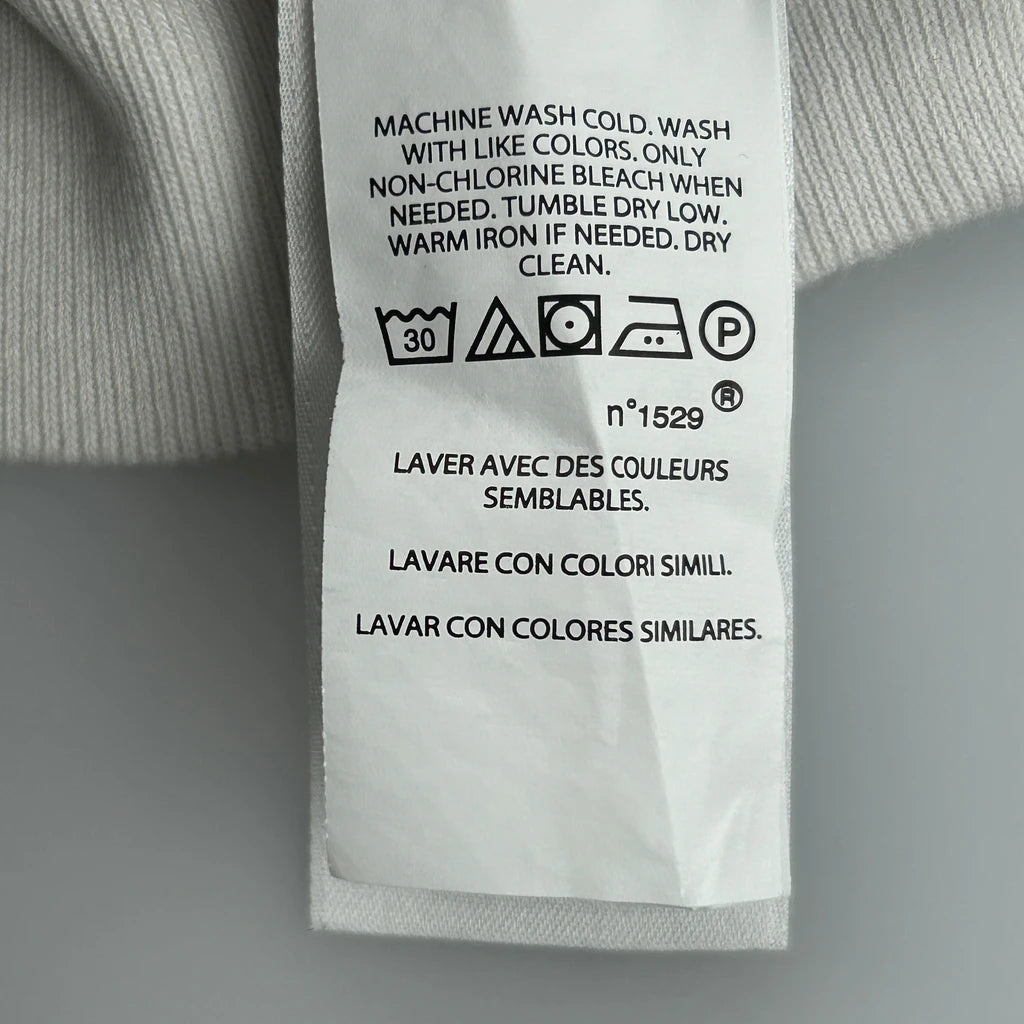 MACHINE WASH COLD. WASH
WITH LIKE COLORS. ONLY
NON-CHLORINE BLEACH WHEN
NEEDED. TUMBLE DRY LOW.
WARM IRON IF NEEDED. DRY
CLEAN.
30 P
n°1529 ®
LAVER AVEC DES COULEURS
SEMBLABLES.
LAVARE CON COLORI SIMILI.
LAVAR CON COLORES SIMILARES.